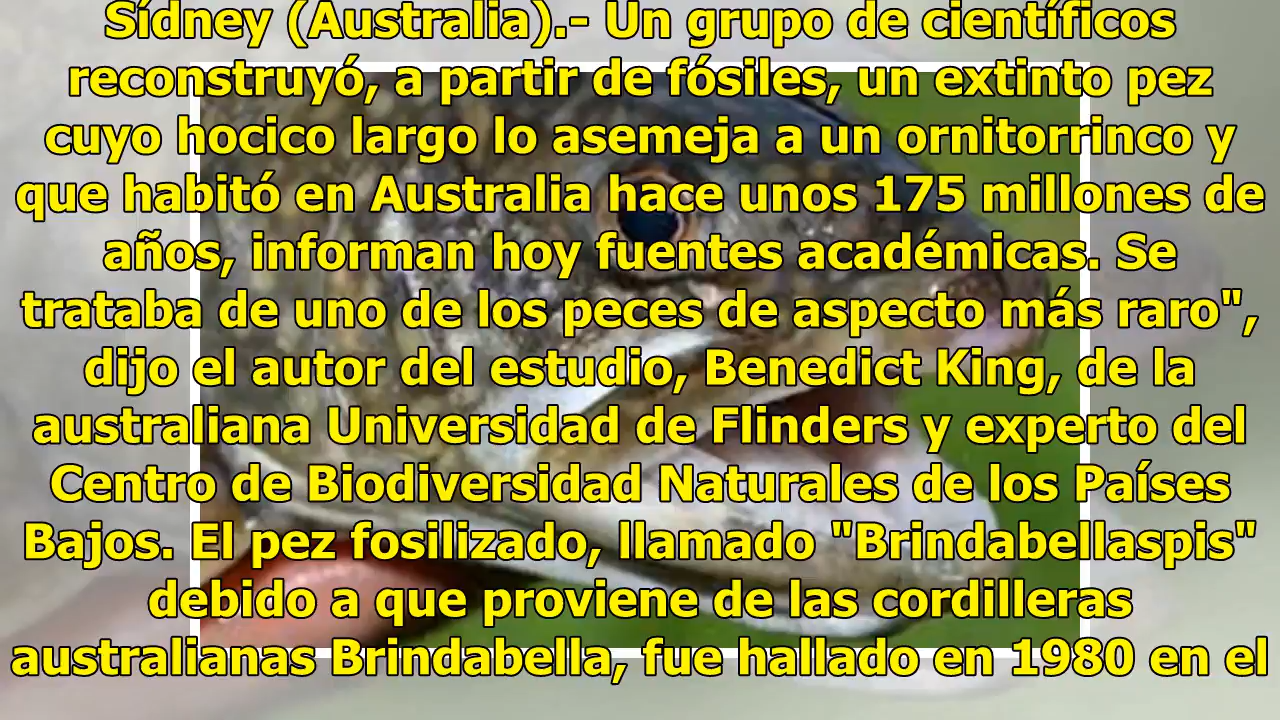 Sídney (Australia).- Un grupo de científicos
reconstruyó, a partir de fósiles, un extinto pez
cuyo hocico largo lo asemeja a un ornitorrinco y
que habitó en Australia hace unos 175 millones de
años, informan hoy fuentes académicas. Se
trataba de uno de los peces de aspecto más raro",
dijo el autor del estudio, Benedict King, de la
australiana Universidad de Flinders y experto del
Centro de Biodiversidad Naturales de los Países
Bajos. El pez fosilizado, llamado "Brindabellaspis"
debido a que proviene de las cordilleras
australianas Brindabella, fue hallado en 1980 en el